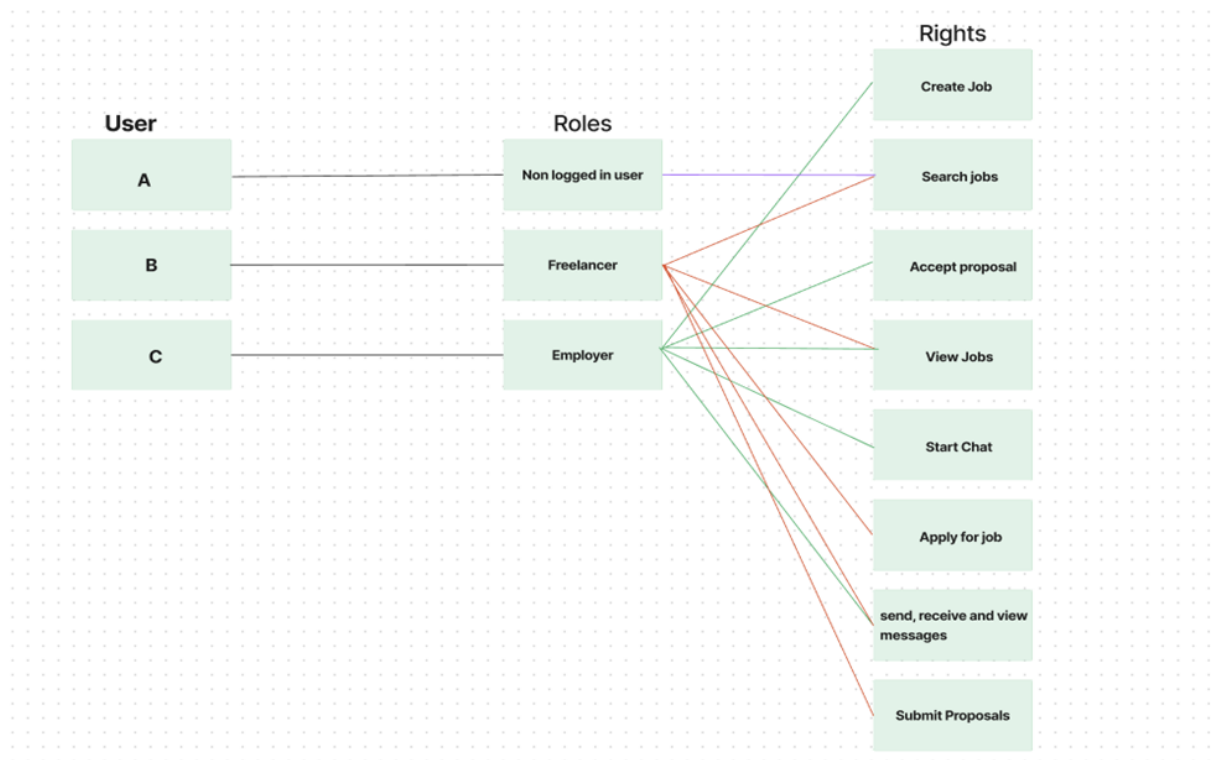 Rights
Create Job
User
Roles
A
Non logged in user
Search jobs
B
Freelancer
Accept proposal
C
Employer
View Jobs
Start Chat
Apply for job
send, receive and view
messages
Submit Proposals